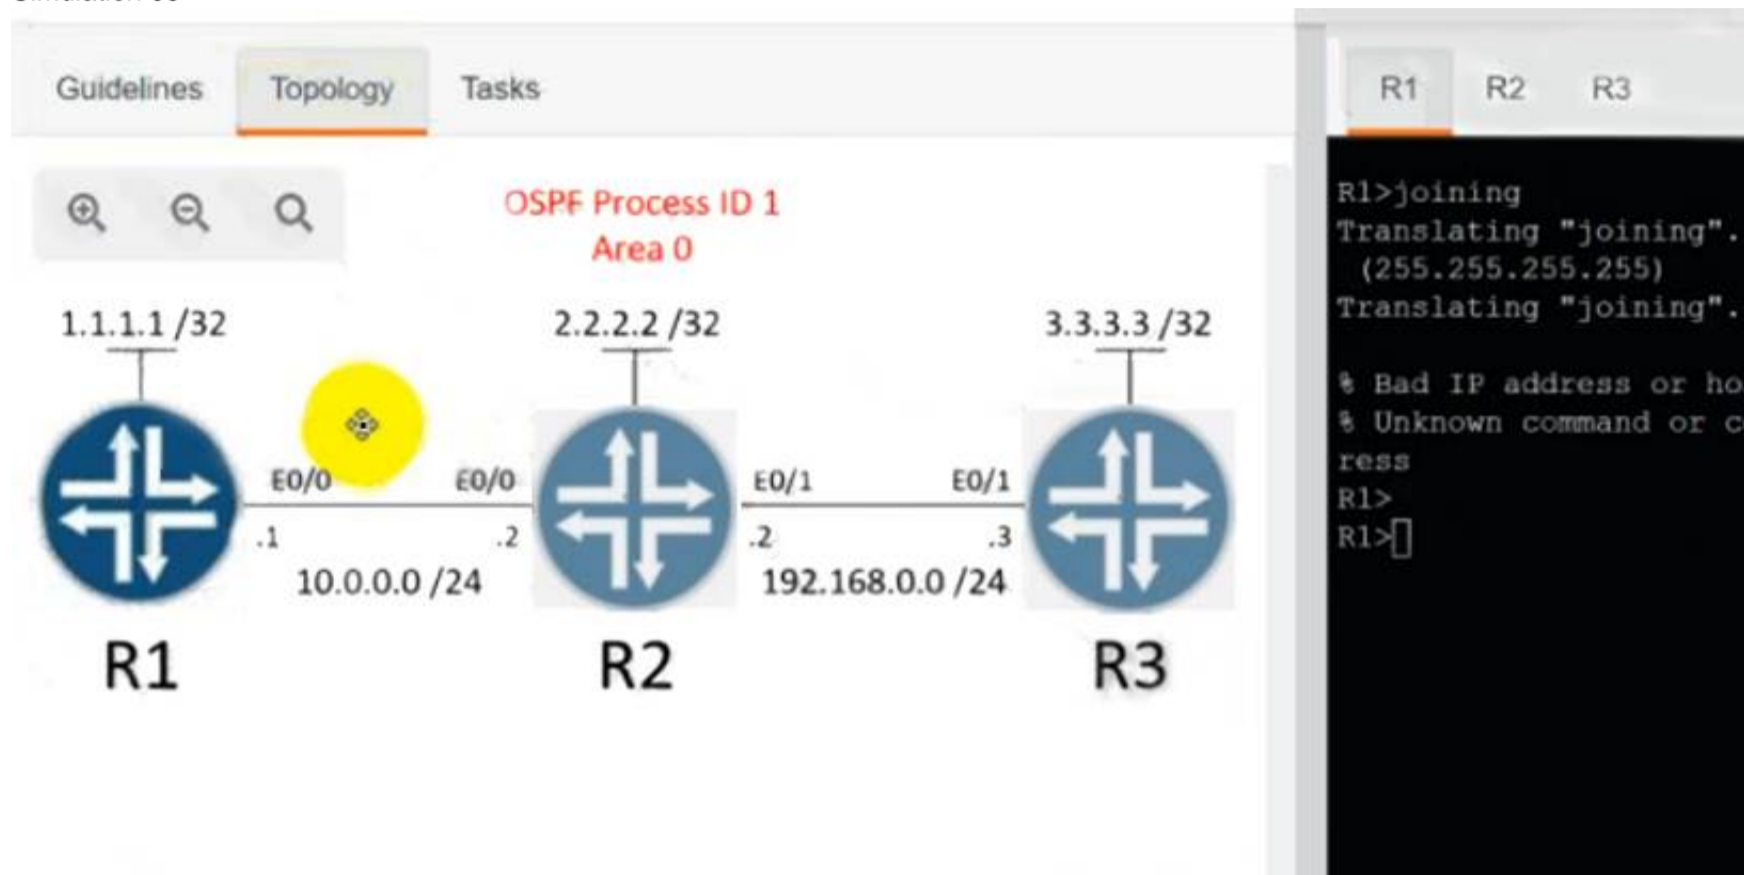 Guidelines Topology Tasks
OSPF Process ID 1
Area 0
1.1.1.1 /32 2.2.2.2 /32 3.3.3.3 /32
E0/0 E0/0 E0/1 E0/1
.1 .2 .2 .3
10.0.0.0 /24 192.168.0.0 /24
R1 R2 R3
R1 R2 R3
R1>joining
Translating "joining".
(255.255.255.255)
Translating "joining".
% Bad IP address or ho
% Unknown command or c
ress
R1>
R1>